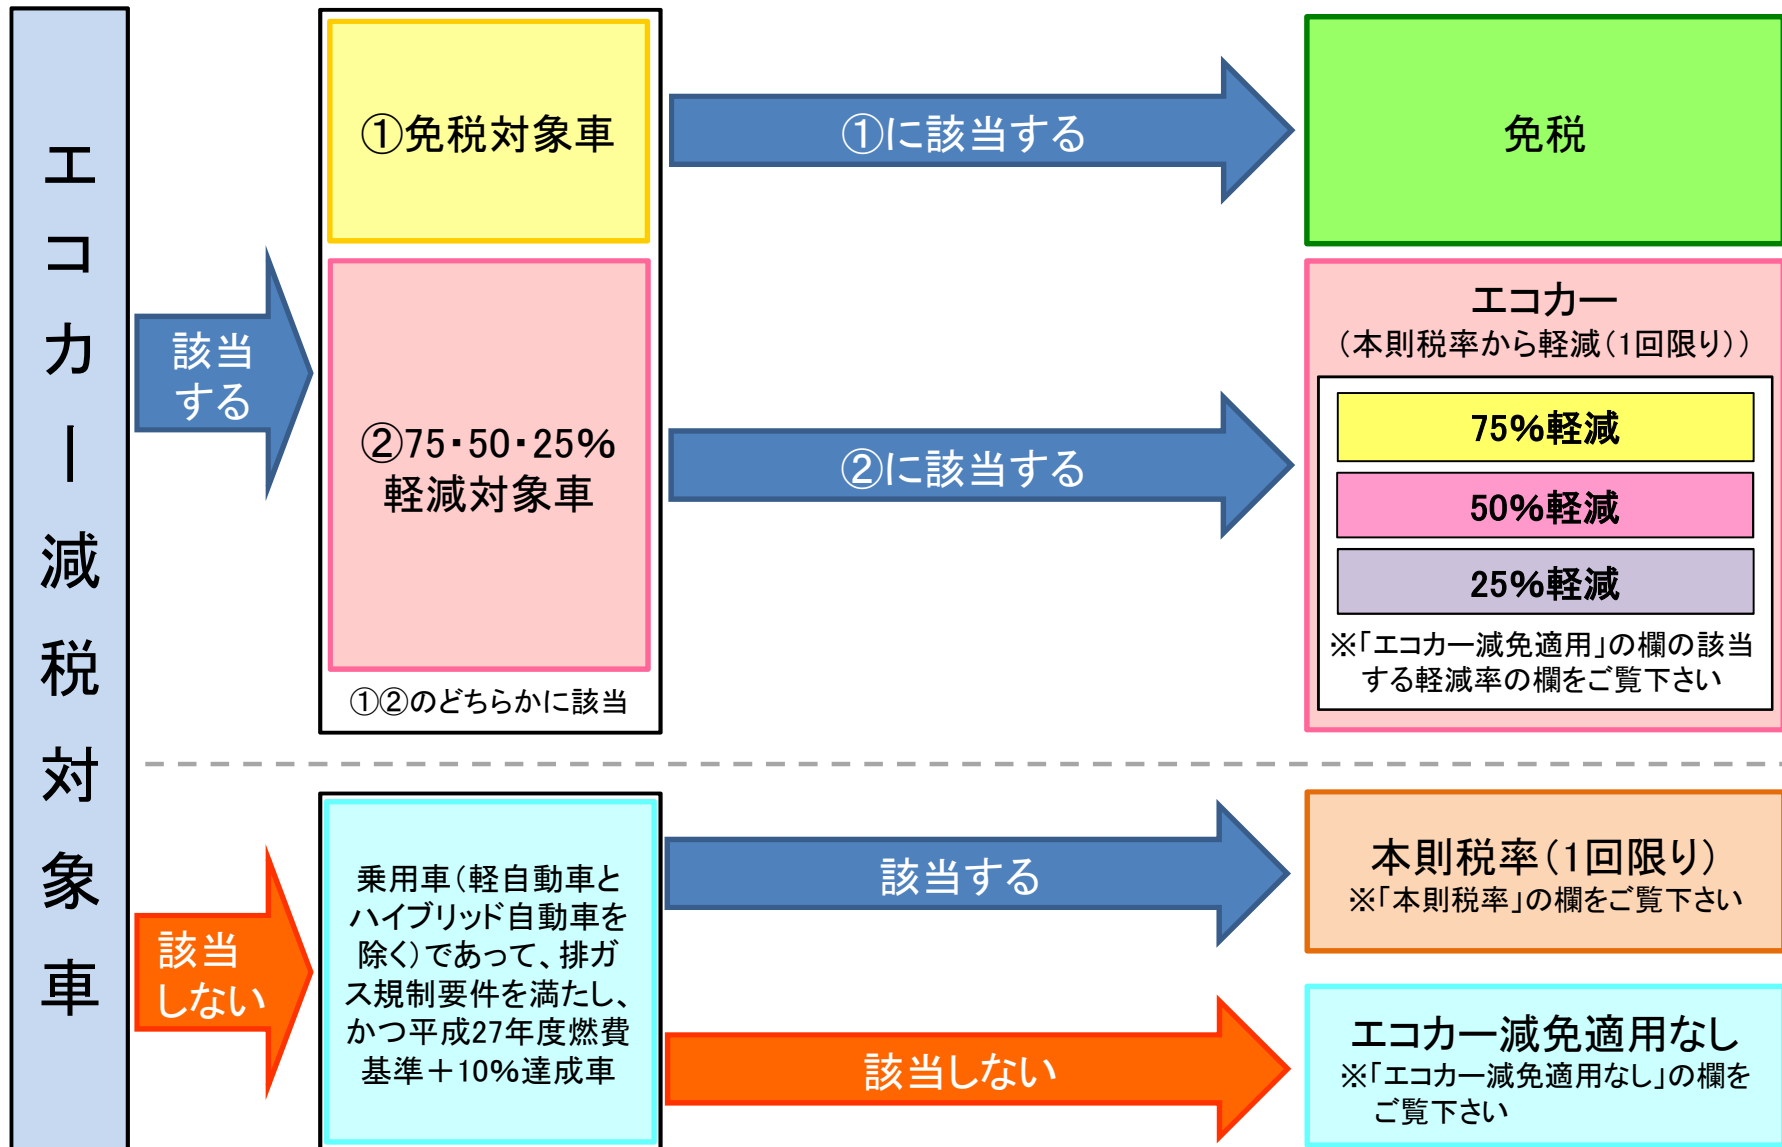 エコカー減税対象車
該当
する
①免税対象車
②75・50・25%
軽減対象車
①②のどちらかに該当
①に該当する
②に該当する
免税
エコカー
（本則税率から軽減（1回限り））
75%軽減
50%軽減
25%軽減
※「エコカー減免適用」の欄の該当
する軽減率の欄をご覧下さい
該当
しない
乗用車（軽自動車と
ハイブリッド自動車を
除く）であって、排ガ
ス規制要件を満たし、
かつ平成27年度燃費
基準＋10%達成車
該当する
該当しない
本則税率（1回限り）
※「本則税率」の欄をご覧下さい
エコカー減免適用なし
※「エコカー減免適用なし」の欄を
ご覧下さい